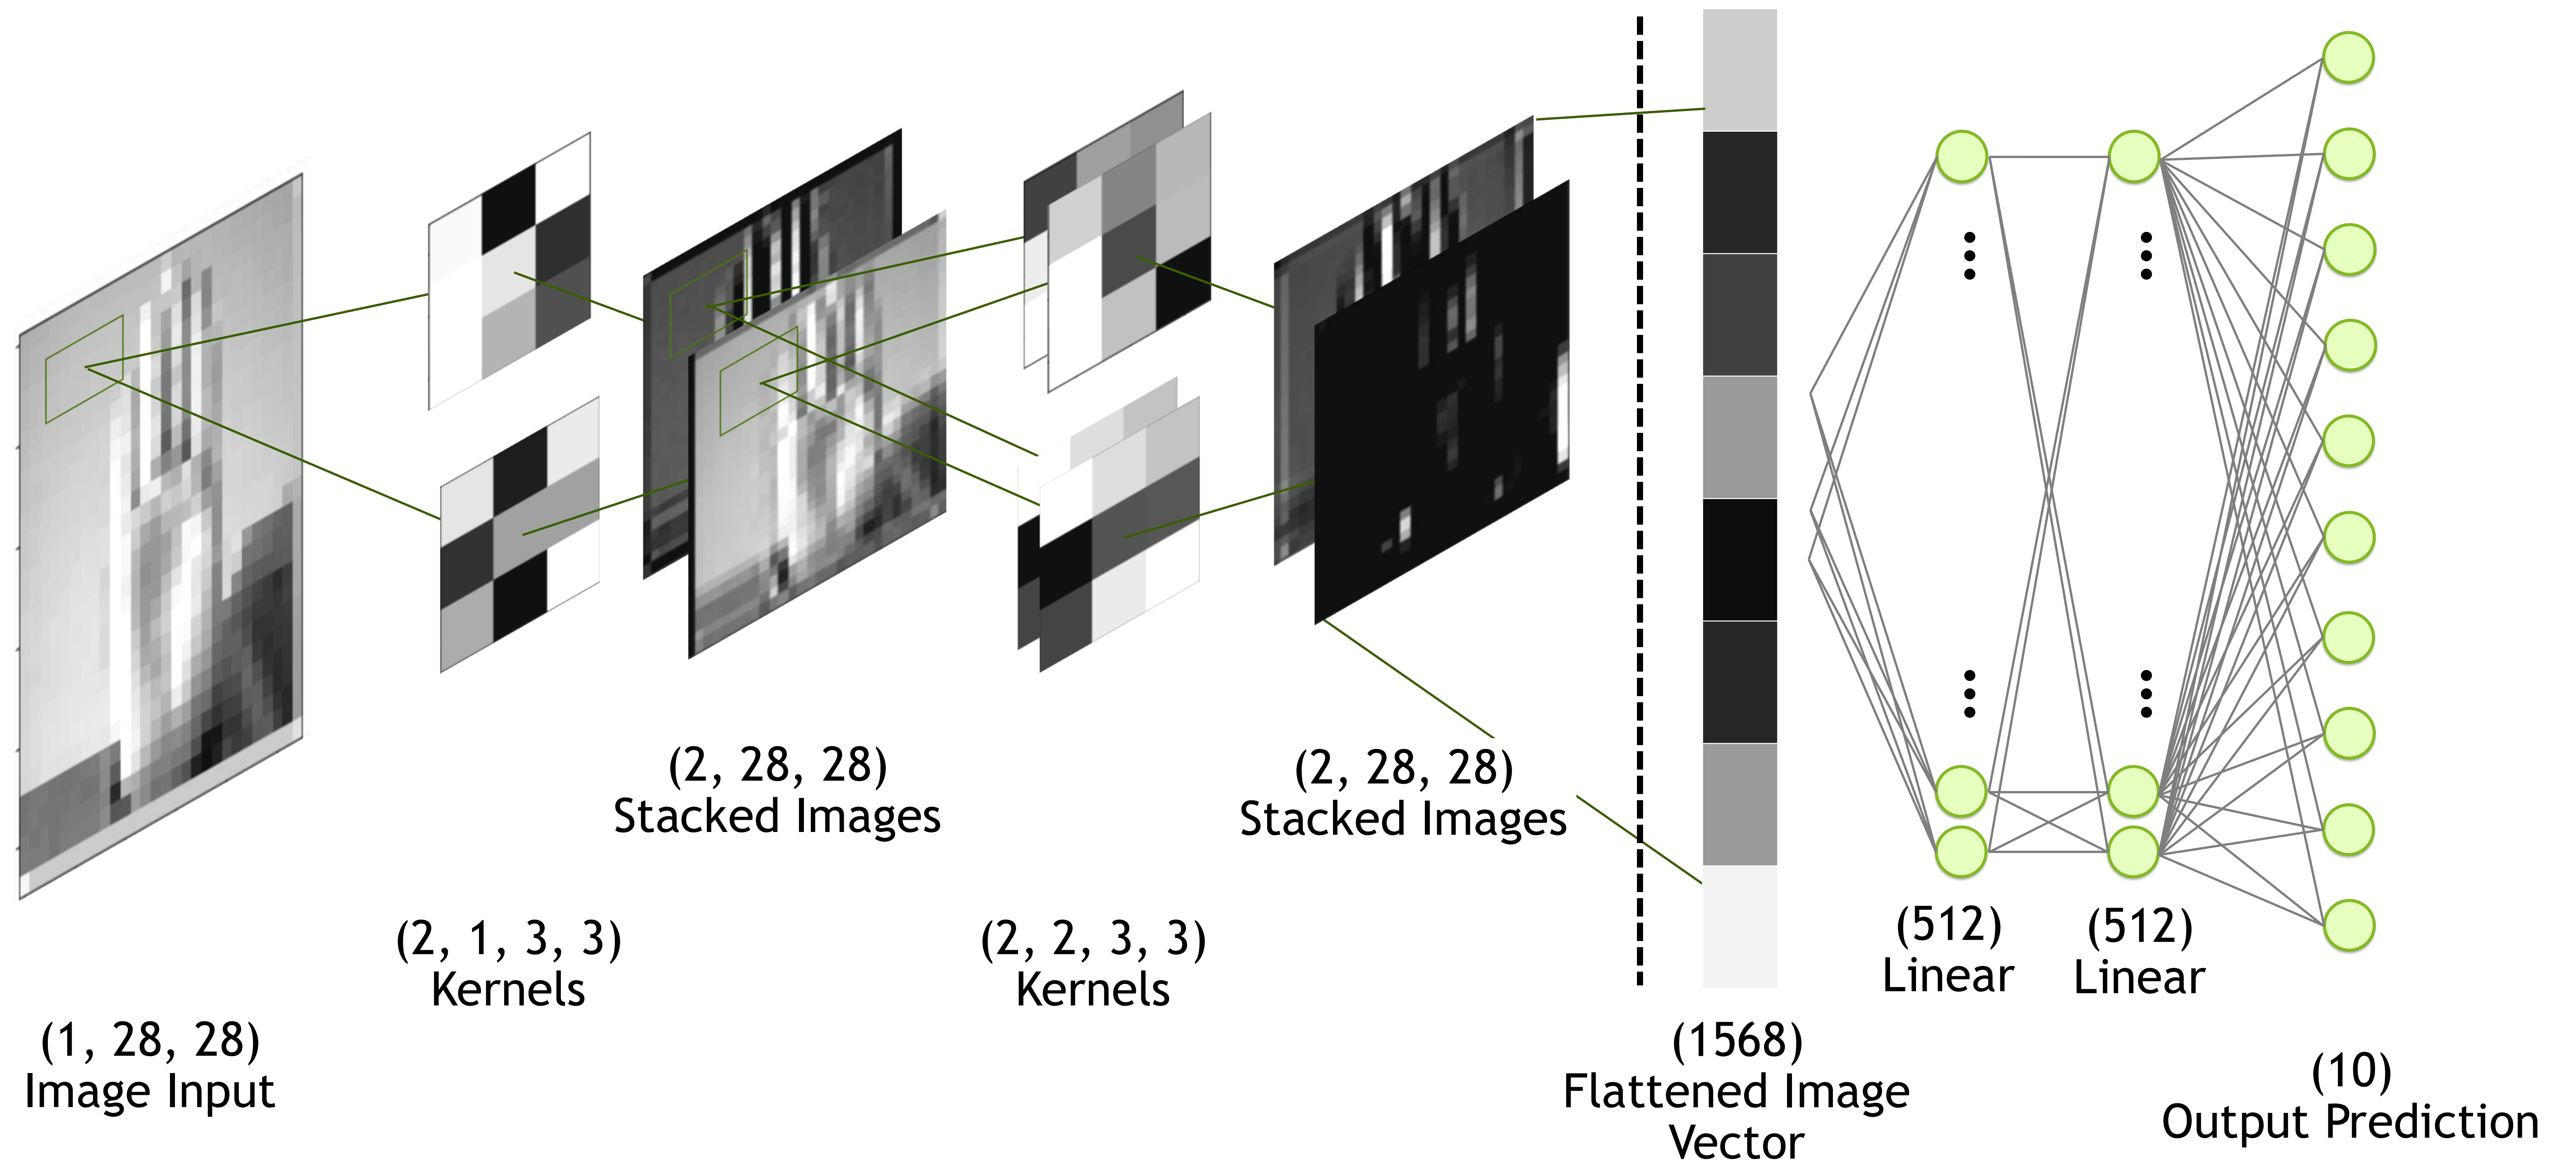 (1, 28, 28)
Image Input
(2, 1, 3, 3)
Kernels
(2, 28, 28)
Stacked Images
(2, 2, 3, 3)
Kernels
(2, 28, 28)
Stacked Images
(1568)
Flattened Image
Vector
(512)
Linear
(512)
Linear
(10)
Output Prediction